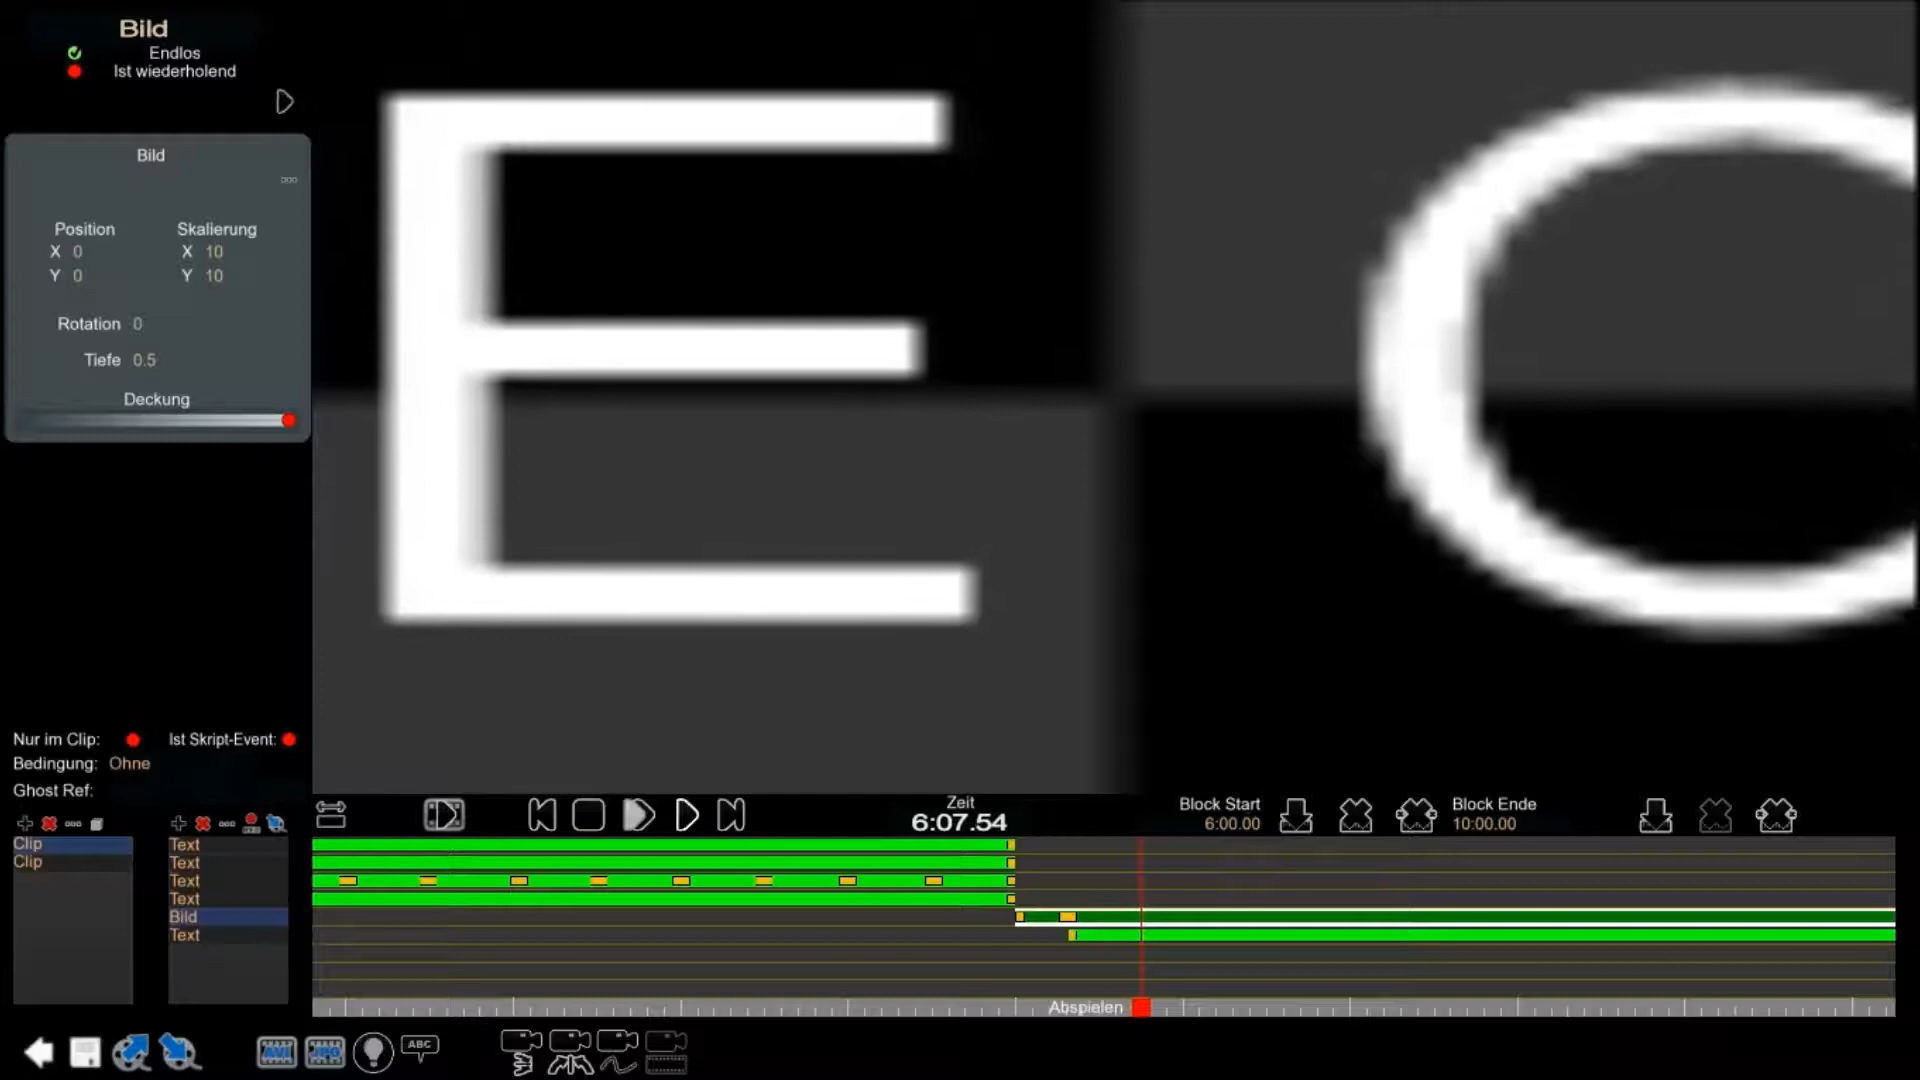 Bild
Endlos
Ist wiederholend
Bild
Position Skalierung
X 0 X 10
Y 0 Y 10
Rotation 0
Tiefe 0.5
Deckung
E
Nur im Clip: Ist Skript-Event:
Bedingung: Ohne
Ghost Ref:
Zeit
6:07.54
Block Start
6:00.00
Block Ende
10:00.00
Clip
Clip
Text
Text
Text
Text
Bild
Text
Abspielen
AVI
JPG
ABC